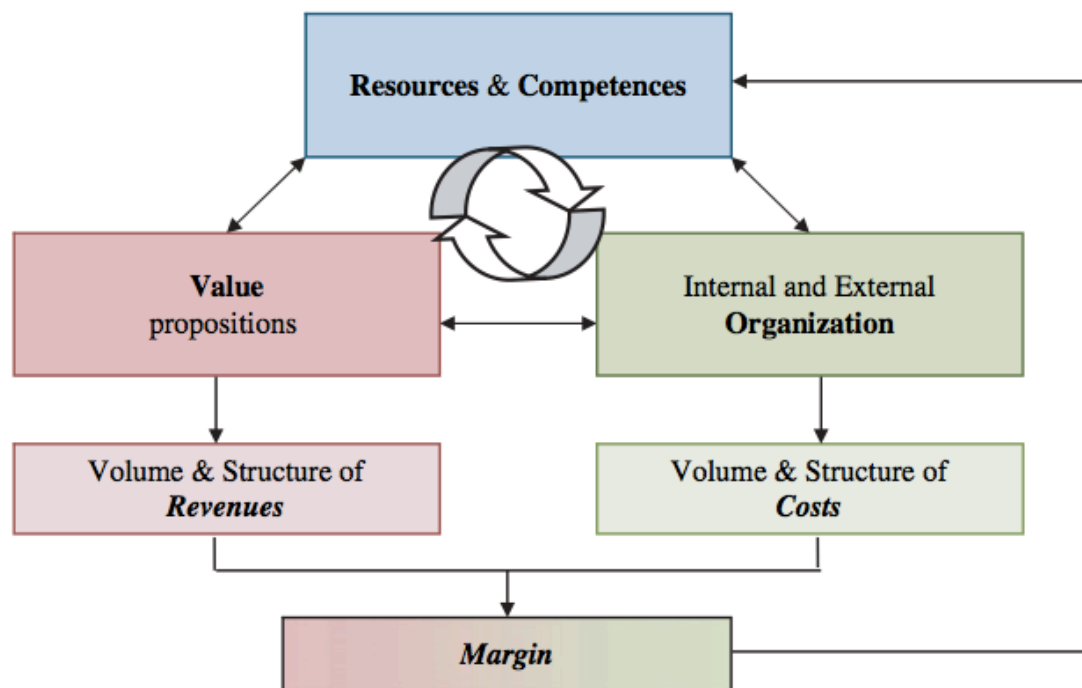 Resources & Competences
Value
propositions
Internal and External
Organization
Volume & Structure of
Revenues
Volume & Structure of
Costs
Margin